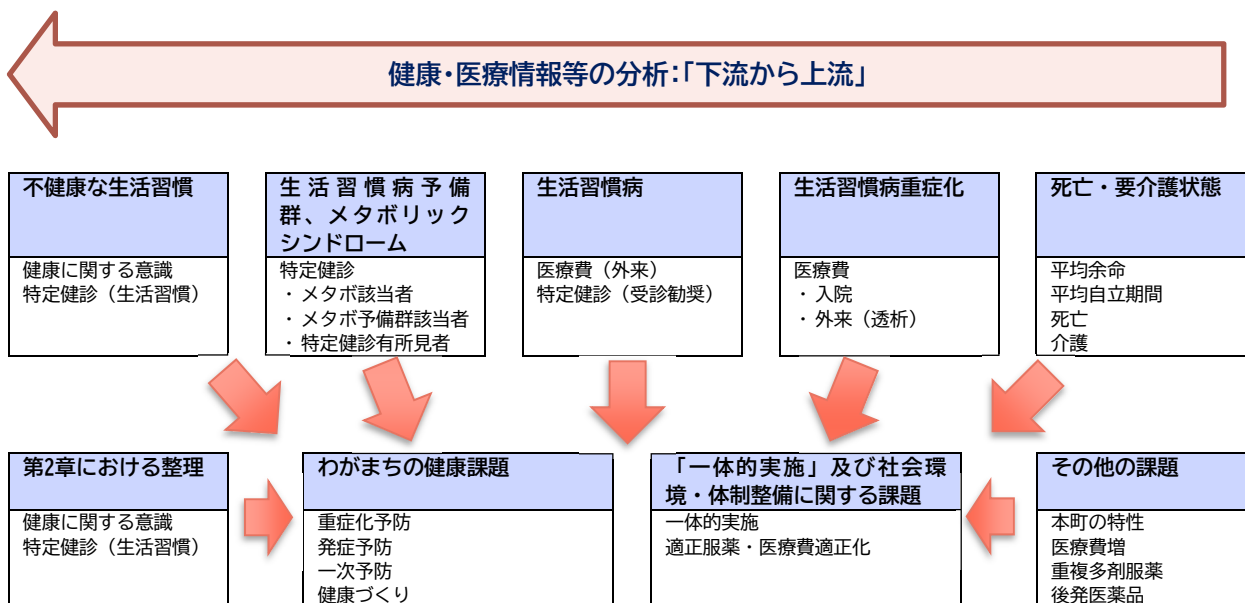 健康・医療情報等の分析：「下流から上流」
不健康な生活習慣
健康に関する意識
特定健診（生活習慣）
生活習慣病予備
群、メタボリック
シンドローム
特定健診
・メタボ該当者
・メタボ予備群該当者
・特定健診有所見者
生活習慣病
医療費（外来）
特定健診（受診勧奨）
生活習慣病重症化
医療費
・入院
・外来（透析）
死亡・要介護状態
平均余命
平均自立期間
死亡
介護
第2章における整理
健康に関する意識
特定健診（生活習慣）
わがまちの健康課題
重症化予防
発症予防
一次予防
健康づくり
「一体的実施」及び社会環
境・体制整備に関する課題
一体的実施
適正服薬・医療費適正化
その他の課題
本町の特性
医療費増
重複多剤服薬
後発医薬品